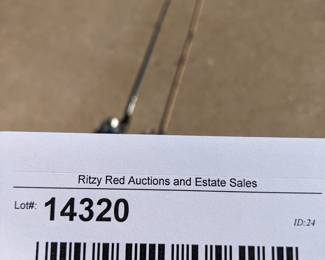 Ritzy Red Auctions and Estate Sales
Lot#: 14320
ID:24